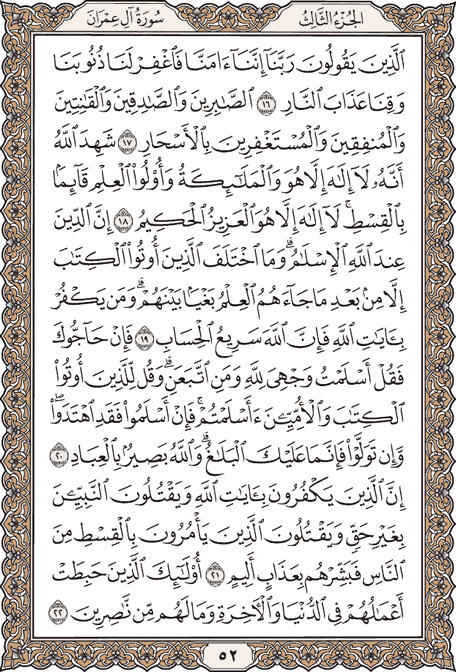 سُورَةُ آلِ عِمْرَانَ
الجُزْءُ الثَّالِثُ
ٱلَّذِينَ يَقُولُونَ رَبَّنَآ إِنَّنَآ ءَامَنَّا فَٱغْفِرْ لَنَا ذُنُوبَنَا
وَقِنَا عَذَابَ ٱلنَّارِ ١٦ ٱلصَّٰبِرِينَ وَٱلصَّٰدِقِينَ وَٱلْقَٰنِتِينَ
وَٱلْمُنفِقِينَ وَٱلْمُسْتَغْفِرِينَ بِٱلْأَسْحَارِ ١٧ شَهِدَ ٱللَّهُ
أَنَّهُۥ لَآ إِلَٰهَ إِلَّا هُوَ وَٱلْمَلَٰٓئِكَةُ وَأُو۟لُوا۟ ٱلْعِلْمِ قَآئِمًۢا
بِٱلْقِسْطِۚ لَآ إِلَٰهَ إِلَّا هُوَ ٱلْعَزِيزُ ٱلْحَكِيمُ ١٨ إِنَّ ٱلدِّينَ
عِندَ ٱللَّهِ ٱلْإِسْلَٰمُۗ وَمَا ٱخْتَلَفَ ٱلَّذِينَ أُوتُوا۟ ٱلْكِتَٰبَ
إِلَّا مِنۢ بَعْدِ مَا جَآءَهُمُ ٱلْعِلْمُ بَغْيًۢا بَيْنَهُمْۗ وَمَن يَكْفُرْ
بِـَٔايَٰتِ ٱللَّهِ فَإِنَّ ٱللَّهَ سَرِيعُ ٱلْحِسَابِ ١٩ فَإِنْ حَآجُّوكَ
فَقُلْ أَسْلَمْتُ وَجْهِىَ لِلَّهِ وَمَنِ ٱتَّبَعَنِۗ وَقُل لِّلَّذِينَ أُوتُوا۟
ٱلْكِتَٰبَ وَٱلْأُمِّيِّـۧنَ ءَأَسْلَمْتُمْۚ فَإِنْ أَسْلَمُوا۟ فَقَدِ ٱهْتَدَوا۟ۖ
وَّإِن تَوَلَّوْا۟ فَإِنَّمَا عَلَيْكَ ٱلْبَلَٰغُۗ وَٱللَّهُ بَصِيرٌۢ بِٱلْعِبَادِ ٢٠
إِنَّ ٱلَّذِينَ يَكْفُرُونَ بِـَٔايَٰتِ ٱللَّهِ وَيَقْتُلُونَ ٱلنَّبِيِّـۧنَ
بِغَيْرِ حَقٍّ وَيَقْتُلُونَ ٱلَّذِينَ يَأْمُرُونَ بِٱلْقِسْطِ مِنَ
ٱلنَّاسِ فَبَشِّرْهُم بِعَذَابٍ أَلِيمٍ ٢١ أُو۟لَٰٓئِكَ ٱلَّذِينَ حَبِطَتْ
أَعْمَٰلُهُمْ فِى ٱلدُّنْيَا وَٱلْءَاخِرَةِ وَمَا لَهُم مِّن نَّٰصِرِينَ ٢٢
٥٢